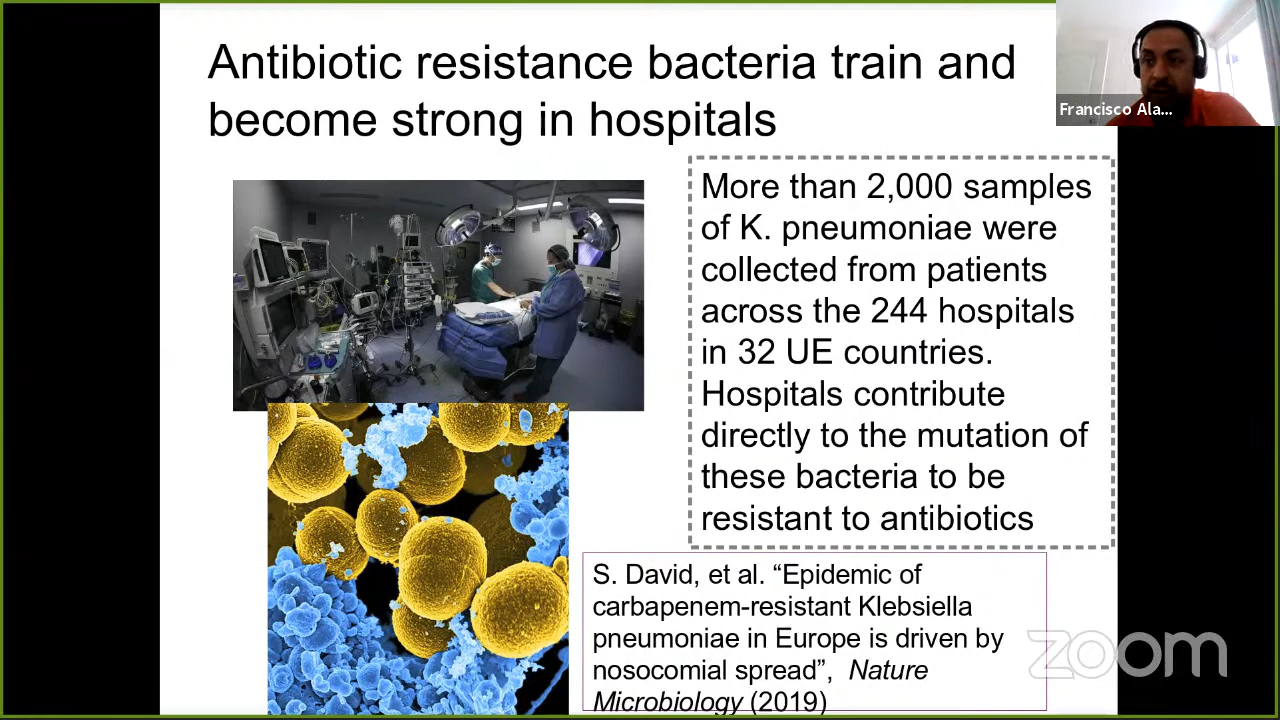 Antibiotic resistance bacteria train and
become strong in hospitals
Francisco Ala...
More than 2,000 samples
of K. pneumoniae were
collected from patients
across the 244 hospitals
in 32 UE countries.
Hospitals contribute
directly to the mutation of
these bacteria to be
resistant to antibiotics
S. David, et al. “Epidemic of
carbapenem-resistant Klebsiella
pneumoniae in Europe is driven by
nosocomial spread”, Nature
Microbiology (2019)
zoom